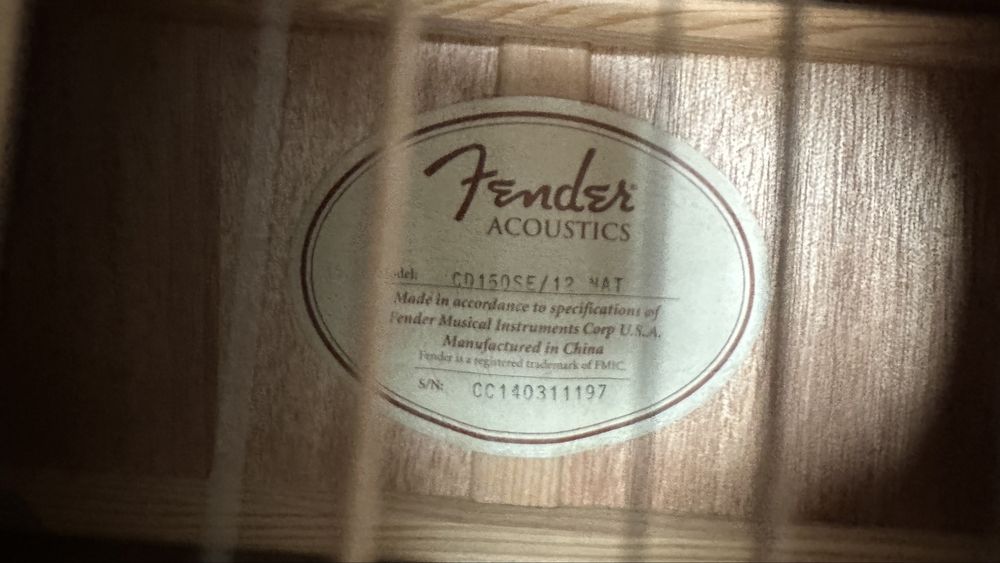 Fender
ACOUSTICS
Model: CD150SE/12 NAT
Made in accordance to specifications of
Fender Musical Instruments Corp U.S.A.
Manufactured in China
Fender is a registered trademark of FMIC.
S/N: CC140311197